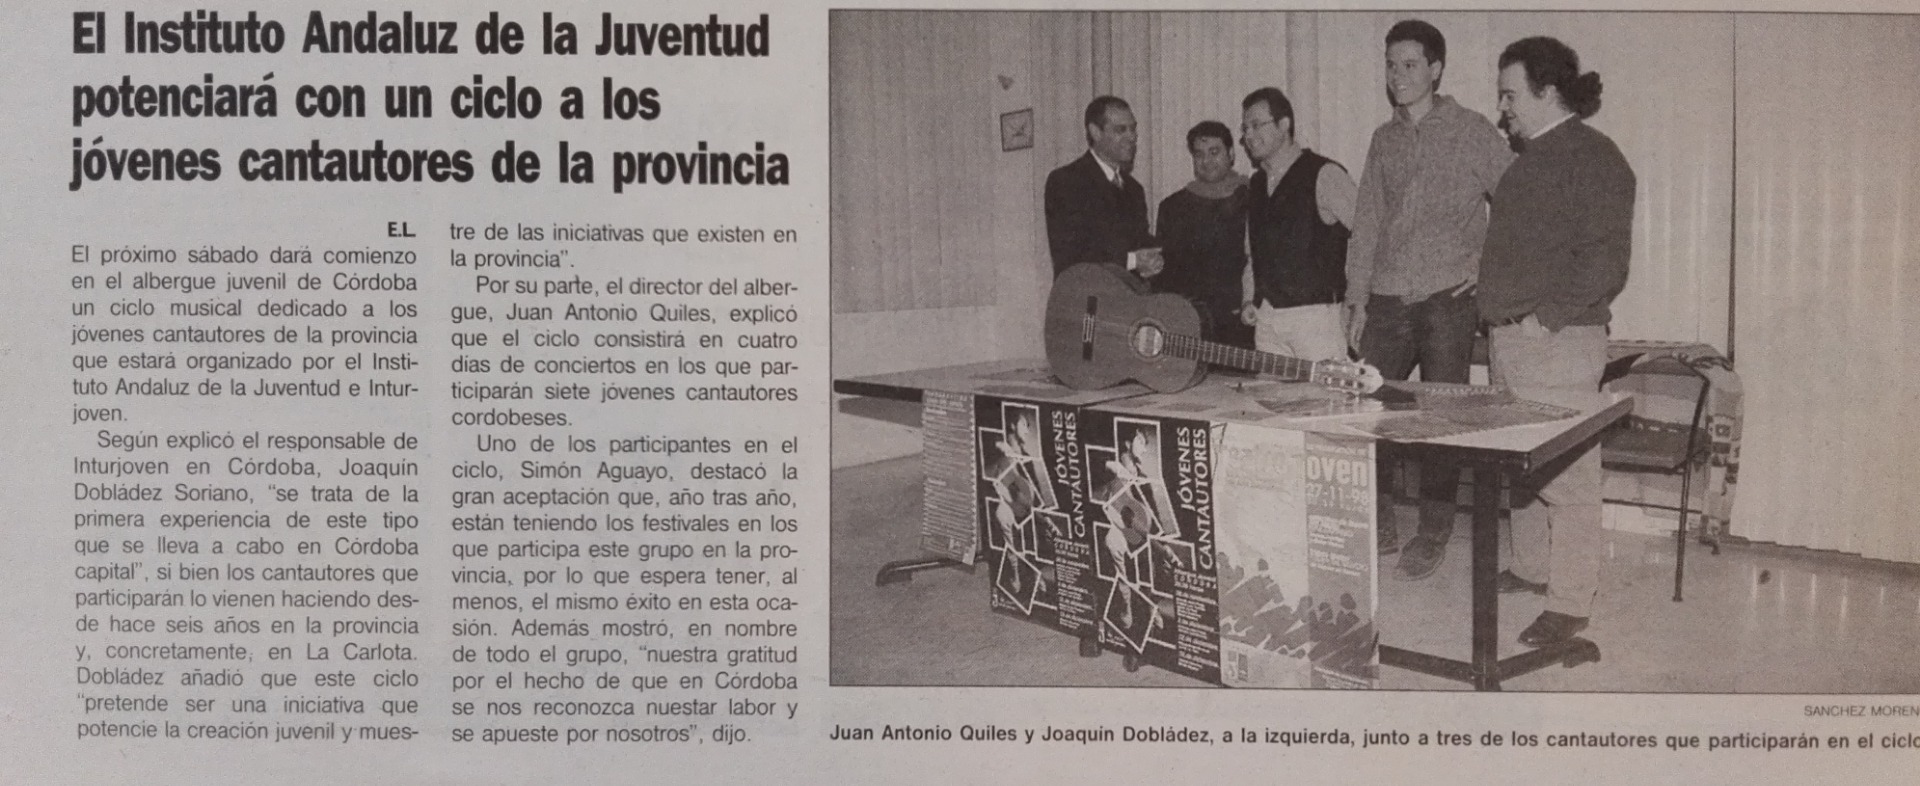 El Instituto Andaluz de la Juventud
potenciará con un ciclo a los
jóvenes cantautores de la provincia
E.L.
El próximo sábado dará comienzo
en el albergue juvenil de Córdoba
un ciclo musical dedicado a los
jóvenes cantautores de la provincia
que estará organizado por el Insti-
tuto Andaluz de la Juventud e Intur-
joven.
Según explicó el responsable de
Inturjoven en Córdoba, Joaquín
Dobládez Soriano, “se trata de la
primera experiencia de este tipo
que se lleva a cabo en Córdoba
capital”, si bien los cantautores que
participarán lo vienen haciendo des-
de hace seis años en la provincia
y, concretamente, en La Carlota.
Dobládez añadió que este ciclo
“pretende ser una iniciativa que
potencie la creación juvenil y mues-
tre de las iniciativas que existen en
la provincia”.
Por su parte, el director del alber-
gue, Juan Antonio Quiles, explicó
que el ciclo consistirá en cuatro
días de conciertos en los que par-
ticiparán siete jóvenes cantautores
cordobeses.
Uno de los participantes en el
ciclo, Simón Aguayo, destacó la
gran aceptación que, año tras año,
están teniendo los festivales en los
que participa este grupo en la pro-
vincia, por lo que espera tener, al
menos, el mismo éxito en esta oca-
sión. Además mostró, en nombre
de todo el grupo, “nuestra gratitud
por el hecho de que en Córdoba
se nos reconozca nuestar labor y
se apueste por nosotros”, dijo.
JÓVENES
CANTAUTORES
JÓVENES
CANTAUTORES
CÓRDOBA
oven
27-11-98
SANCHEZ MOREN
Juan Antonio Quiles y Joaquín Dobládez, a la izquierda, junto a tres de los cantautores que participarán en el ciclo